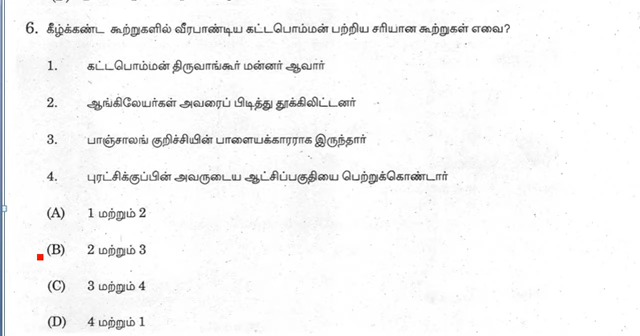 6. கீழ்க்கண்ட கூற்றுகளில் வீரபாண்டிய கட்டபொம்மன் பற்றிய சரியான கூற்றுகள் எவை?
1. கட்டபொம்மன் திருவாங்கூர் மன்னர் ஆவார்
2. ஆங்கிலேயர்கள் அவரைப் பிடித்து தூக்கிலிட்டனர்
3. பாஞ்சாலங் குறிச்சியின் பாளையக்காரராக இருந்தார்
4. புரட்சிக்குப்பின் அவருடைய ஆட்சிப்பகுதியை பெற்றுக்கொண்டார்
(A) 1 மற்றும் 2
(B) 2 மற்றும் 3
(C) 3 மற்றும் 4
(D) 4 மற்றும் 1